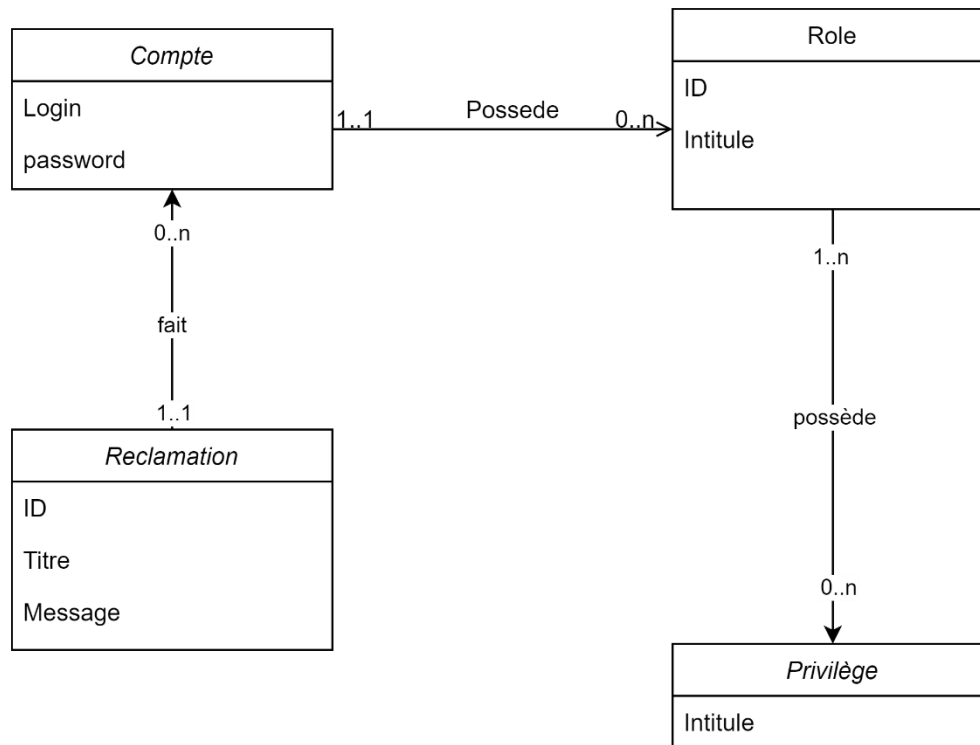 Compte
Login
password
1..1
Possede
0..n
Role
ID
Intitule
0..n
fait
1..1
Reclamation
ID
Titre
Message
1..n
possède
0..n
Privilège
Intitule